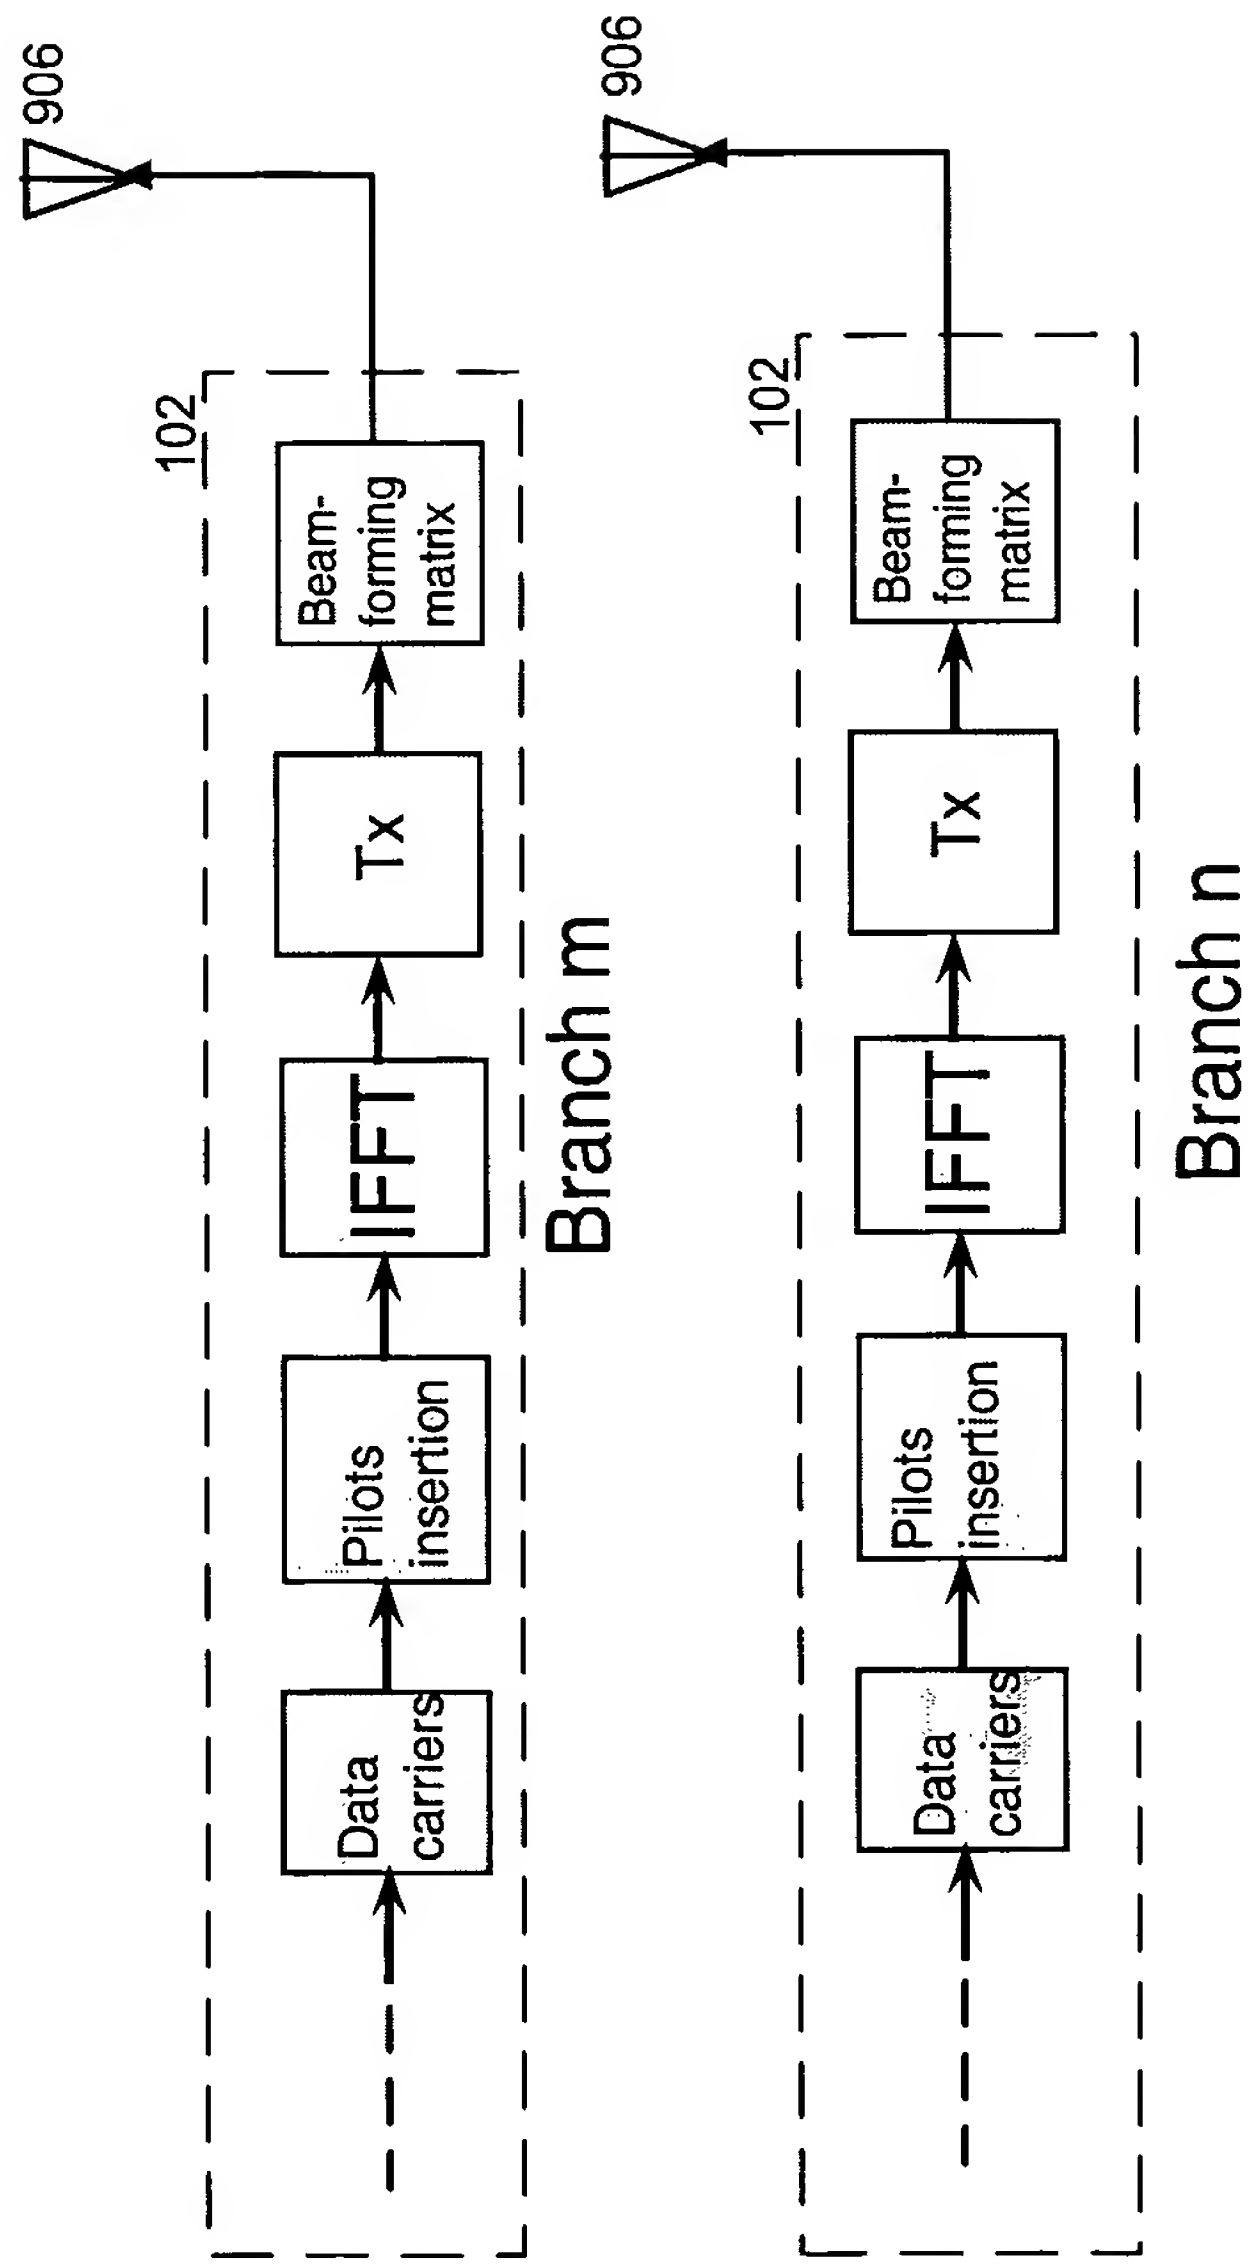 906
102
Data
carriers
Pilots
insertion
IFFT
Tx
Beam-
forming
matrix
Branch m
906
102
Data
carriers
Pilots
insertion
IFFT
Tx
Beam-
forming
matrix
Branch n